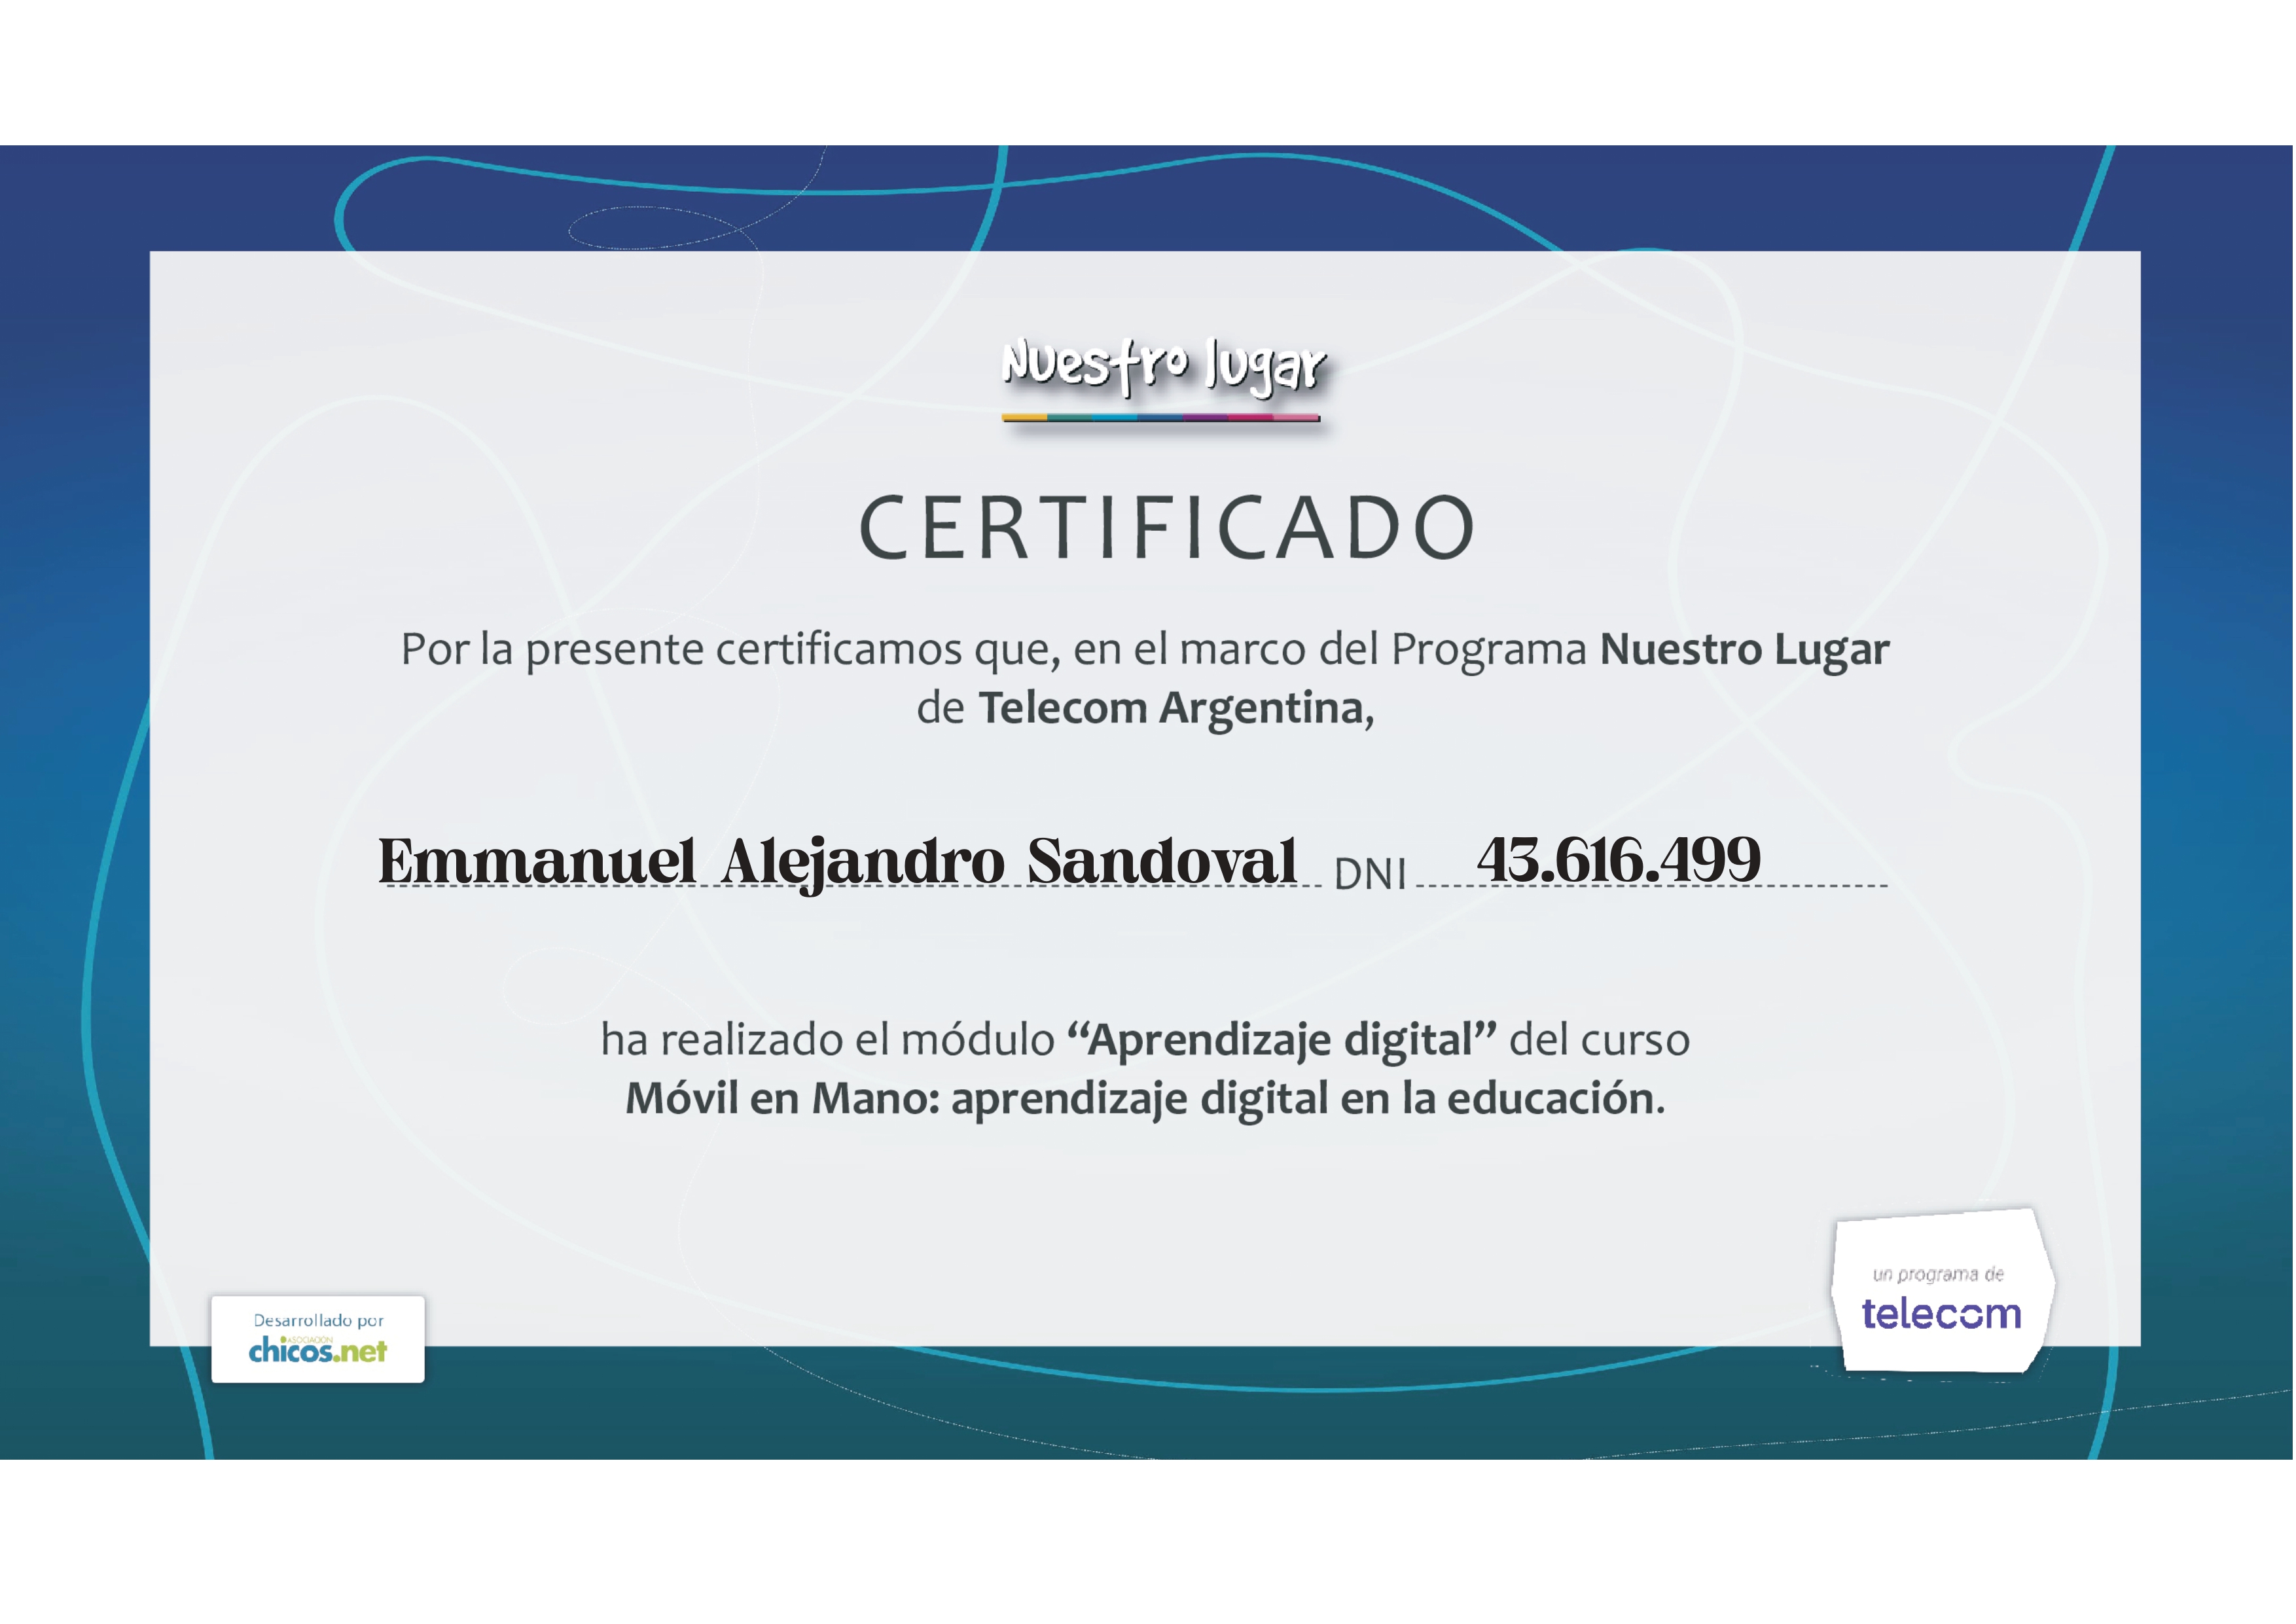 Nuestro lugar
CERTIFICADO
Por la presente certificamos que, en el marco del Programa Nuestro Lugar
de Telecom Argentina,
Emmanuel Alejandro Sandoval DNI 43.616.499
ha realizado el módulo “Aprendizaje digital” del curso
Móvil en Mano: aprendizaje digital en la educación.
un programa de
telecom
Desarrollado por
ASOCIACIÓN
chicos.net